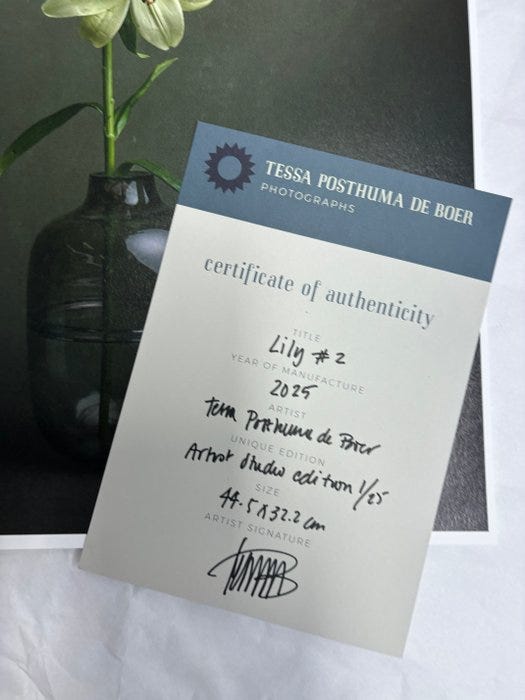 TESSA POSTHUMA DE BOER
PHOTOGRAPHS
certificate of authenticity
TITLE
Lily # 2
YEAR OF MANUFACTURE
2025
ARTIST
Tessa Posthuma de Boer
UNIQUE EDITION
Artist studio edition 1/25
SIZE
44.5 x 32.2 cm
ARTIST SIGNATURE